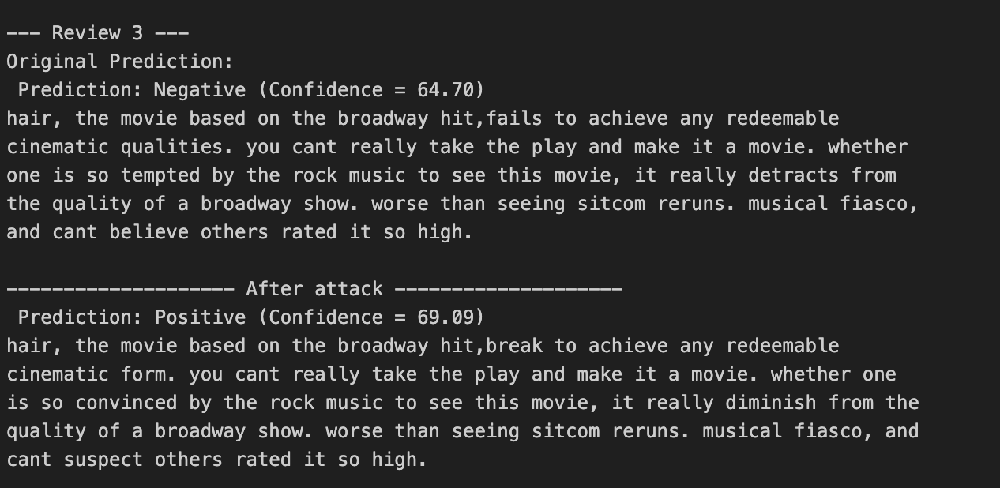 --- Review 3 ---
Original Prediction:
Prediction: Negative (Confidence = 64.70)
hair, the movie based on the broadway hit,fails to achieve any redeemable
cinematic qualities. you cant really take the play and make it a movie. whether
one is so tempted by the rock music to see this movie, it really detracts from
the quality of a broadway show. worse than seeing sitcom reruns. musical fiasco,
and cant believe others rated it so high.
-------------------- After attack --------------------
Prediction: Positive (Confidence = 69.09)
hair, the movie based on the broadway hit,break to achieve any redeemable
cinematic form. you cant really take the play and make it a movie. whether one
is so convinced by the rock music to see this movie, it really diminish from the
quality of a broadway show. worse than seeing sitcom reruns. musical fiasco, and
cant suspect others rated it so high.